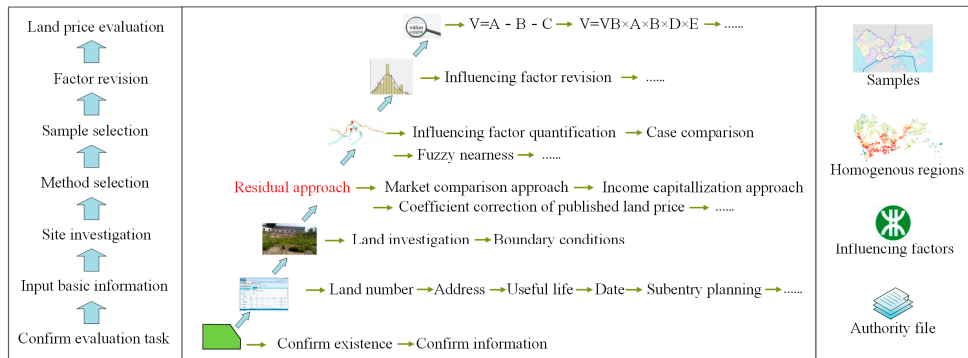 Land price evaluation
Factor revision
Sample selection
Method selection
Site investigation
Input basic information
Confirm evaluation task
value
V=A - B - C V=VB×A×B×D×E ......
Influencing factor revision ......
Influencing factor quantification Case comparison
Fuzzy nearness ......
Residual approach Market comparison approach Income capitallization approach
Coefficient correction of published land price ......
Land investigation Boundary conditions
Land number Address Useful life Date Subentry planning ......
Confirm existence Confirm information
Samples
Homogenous regions
Influencing factors
Authority file